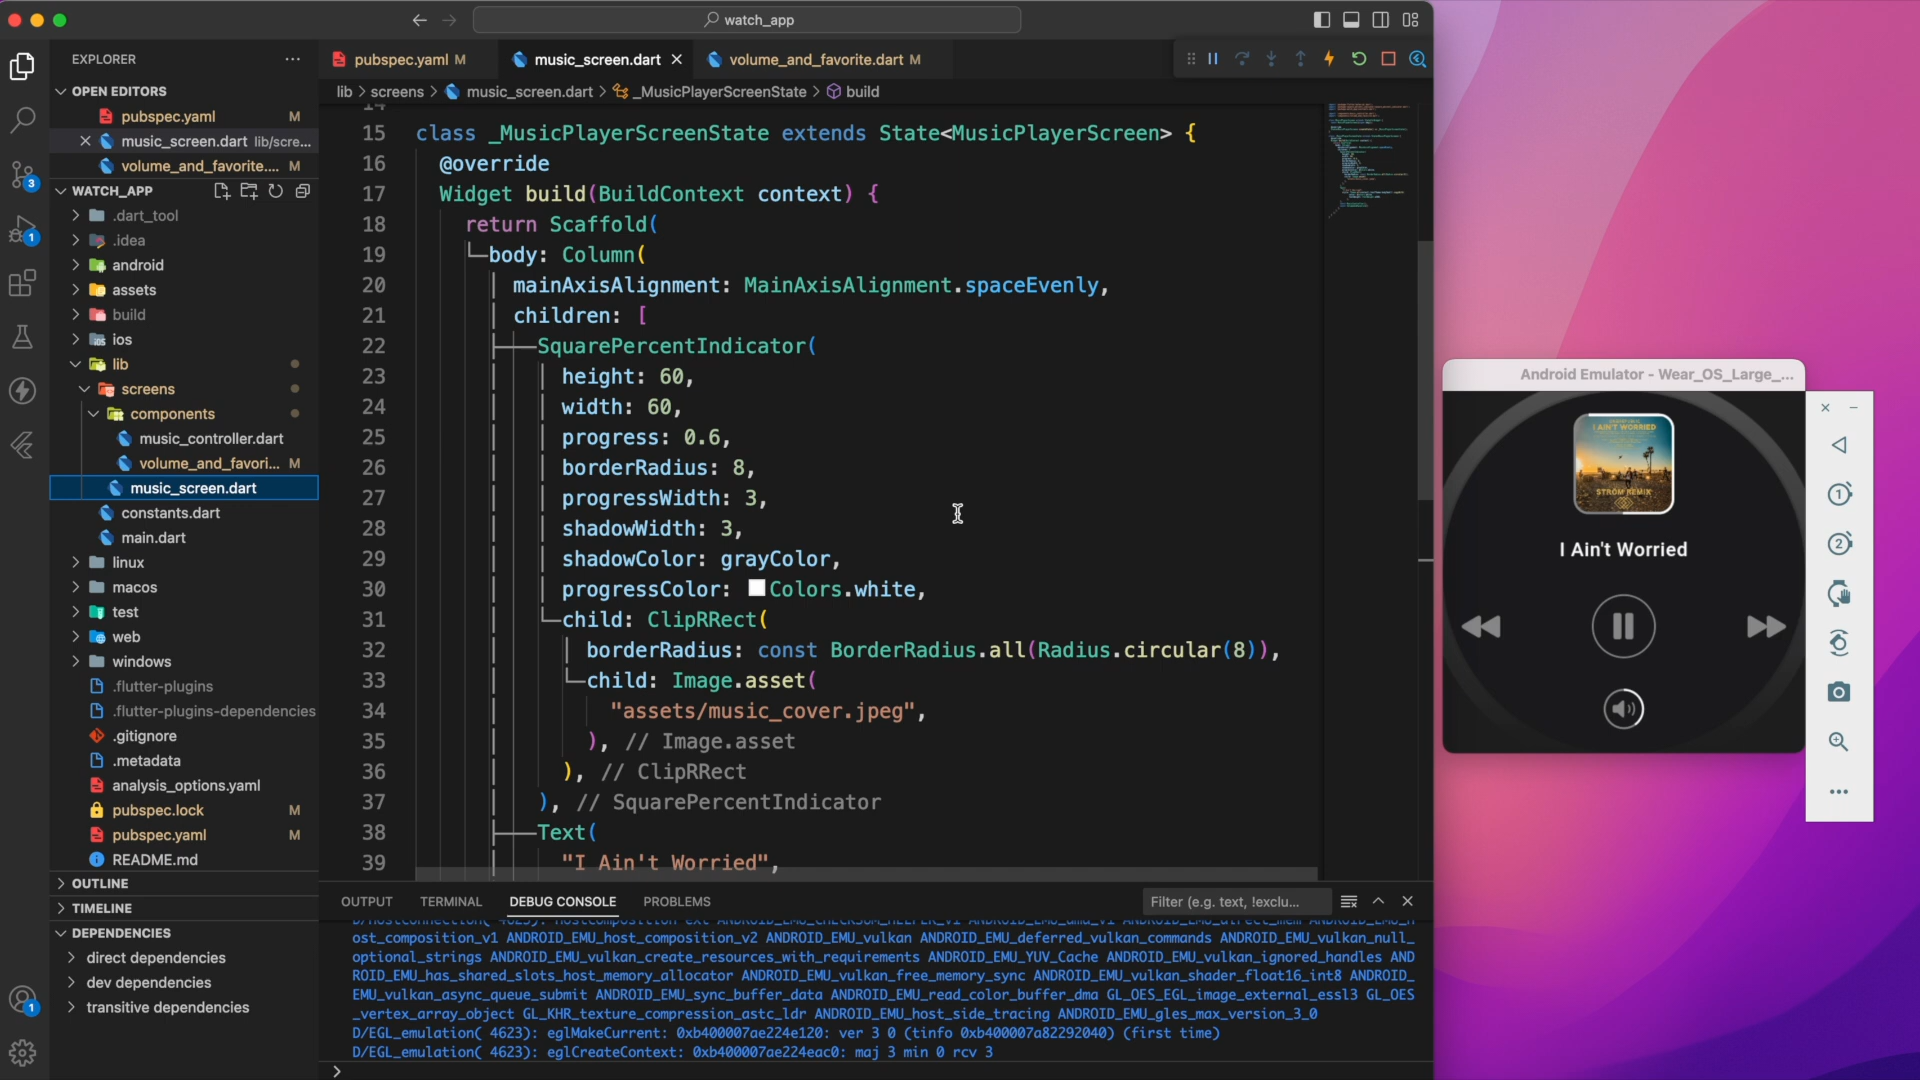 watch_app
EXPLORER
OPEN EDITORS
pubspec.yaml M
music_screen.dart lib/scre...
volume_and_favorite.... M
WATCH_APP
.dart_tool
.idea
android
assets
build
ios
lib
screens
components
music_controller.dart
volume_and_favori... M
music_screen.dart
constants.dart
main.dart
linux
macos
test
web
windows
.flutter-plugins
.flutter-plugins-dependencies
.gitignore
.metadata
analysis_options.yaml
pubspec.lock M
pubspec.yaml M
README.md
OUTLINE
TIMELINE
DEPENDENCIES
direct dependencies
dev dependencies
transitive dependencies
3
1
1
pubspec.yaml M
music_screen.dart
volume_and_favorite.dart M
lib > screens > music_screen.dart > _MusicPlayerScreenState > build
14
15 class _MusicPlayerScreenState extends State<MusicPlayerScreen> {
16 @override
17 Widget build(BuildContext context) {
18 return Scaffold(
19 body: Column(
20 mainAxisAlignment: MainAxisAlignment.spaceEvenly,
21 children: [
22 SquarePercentIndicator(
23 height: 60,
24 width: 60,
25 progress: 0.6,
26 borderRadius: 8,
27 progressWidth: 3,
28 shadowWidth: 3,
29 shadowColor: grayColor,
30 progressColor: Colors.white,
31 child: ClipRRect(
32 borderRadius: const BorderRadius.all(Radius.circular(8)),
33 child: Image.asset(
34 "assets/music_cover.jpeg",
35 ), // Image.asset
36 ), // ClipRRect
37 ), // SquarePercentIndicator
38 Text(
39 "I Ain't Worried",
OUTPUT TERMINAL DEBUG CONSOLE PROBLEMS
Filter (e.g. text, !exclu...
ost_composition_v1 ANDROID_EMU_host_composition_v2 ANDROID_EMU_vulkan ANDROID_EMU_deferred_vulkan_commands ANDROID_EMU_vulkan_null_
optional_strings ANDROID_EMU_vulkan_create_resources_with_requirements ANDROID_EMU_YUV_Cache ANDROID_EMU_vulkan_ignored_handles AND
ROID_EMU_has_shared_slots_host_memory_allocator ANDROID_EMU_vulkan_free_memory_sync ANDROID_EMU_vulkan_shader_float16_int8 ANDROID_
EMU_vulkan_async_queue_submit ANDROID_EMU_sync_buffer_data ANDROID_EMU_read_color_buffer_dma GL_OES_EGL_image_external_essl3 GL_OES
_vertex_array_object GL_KHR_texture_compression_astc_ldr ANDROID_EMU_host_side_tracing ANDROID_EMU_gles_max_version_3_0
D/EGL_emulation( 4623): eglMakeCurrent: 0xb400007ae224e120: ver 3 0 (tinfo 0xb400007a82292040) (first time)
D/EGL_emulation( 4623): eglCreateContext: 0xb400007ae224eac0: maj 3 min 0 rcv 3
Android Emulator - Wear_OS_Large_...
I AIN'T WORRIED
STROM REMIX
I Ain't Worried
1
2